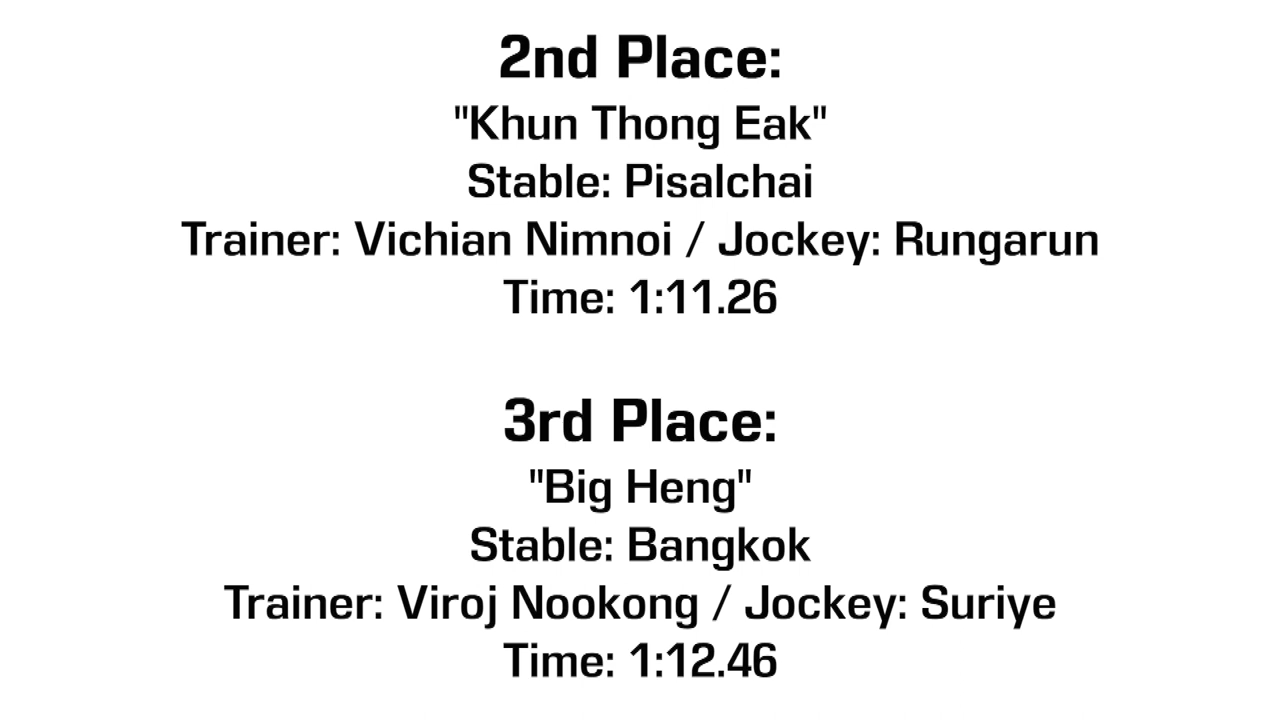 2nd Place:
"Khun Thong Eak"
Stable: Pisalchai
Trainer: Vichian Nimnoi / Jockey: Rungarun
Time: 1:11.26
3rd Place:
"Big Heng"
Stable: Bangkok
Trainer: Viroj Nookong / Jockey: Suriye
Time: 1:12.46